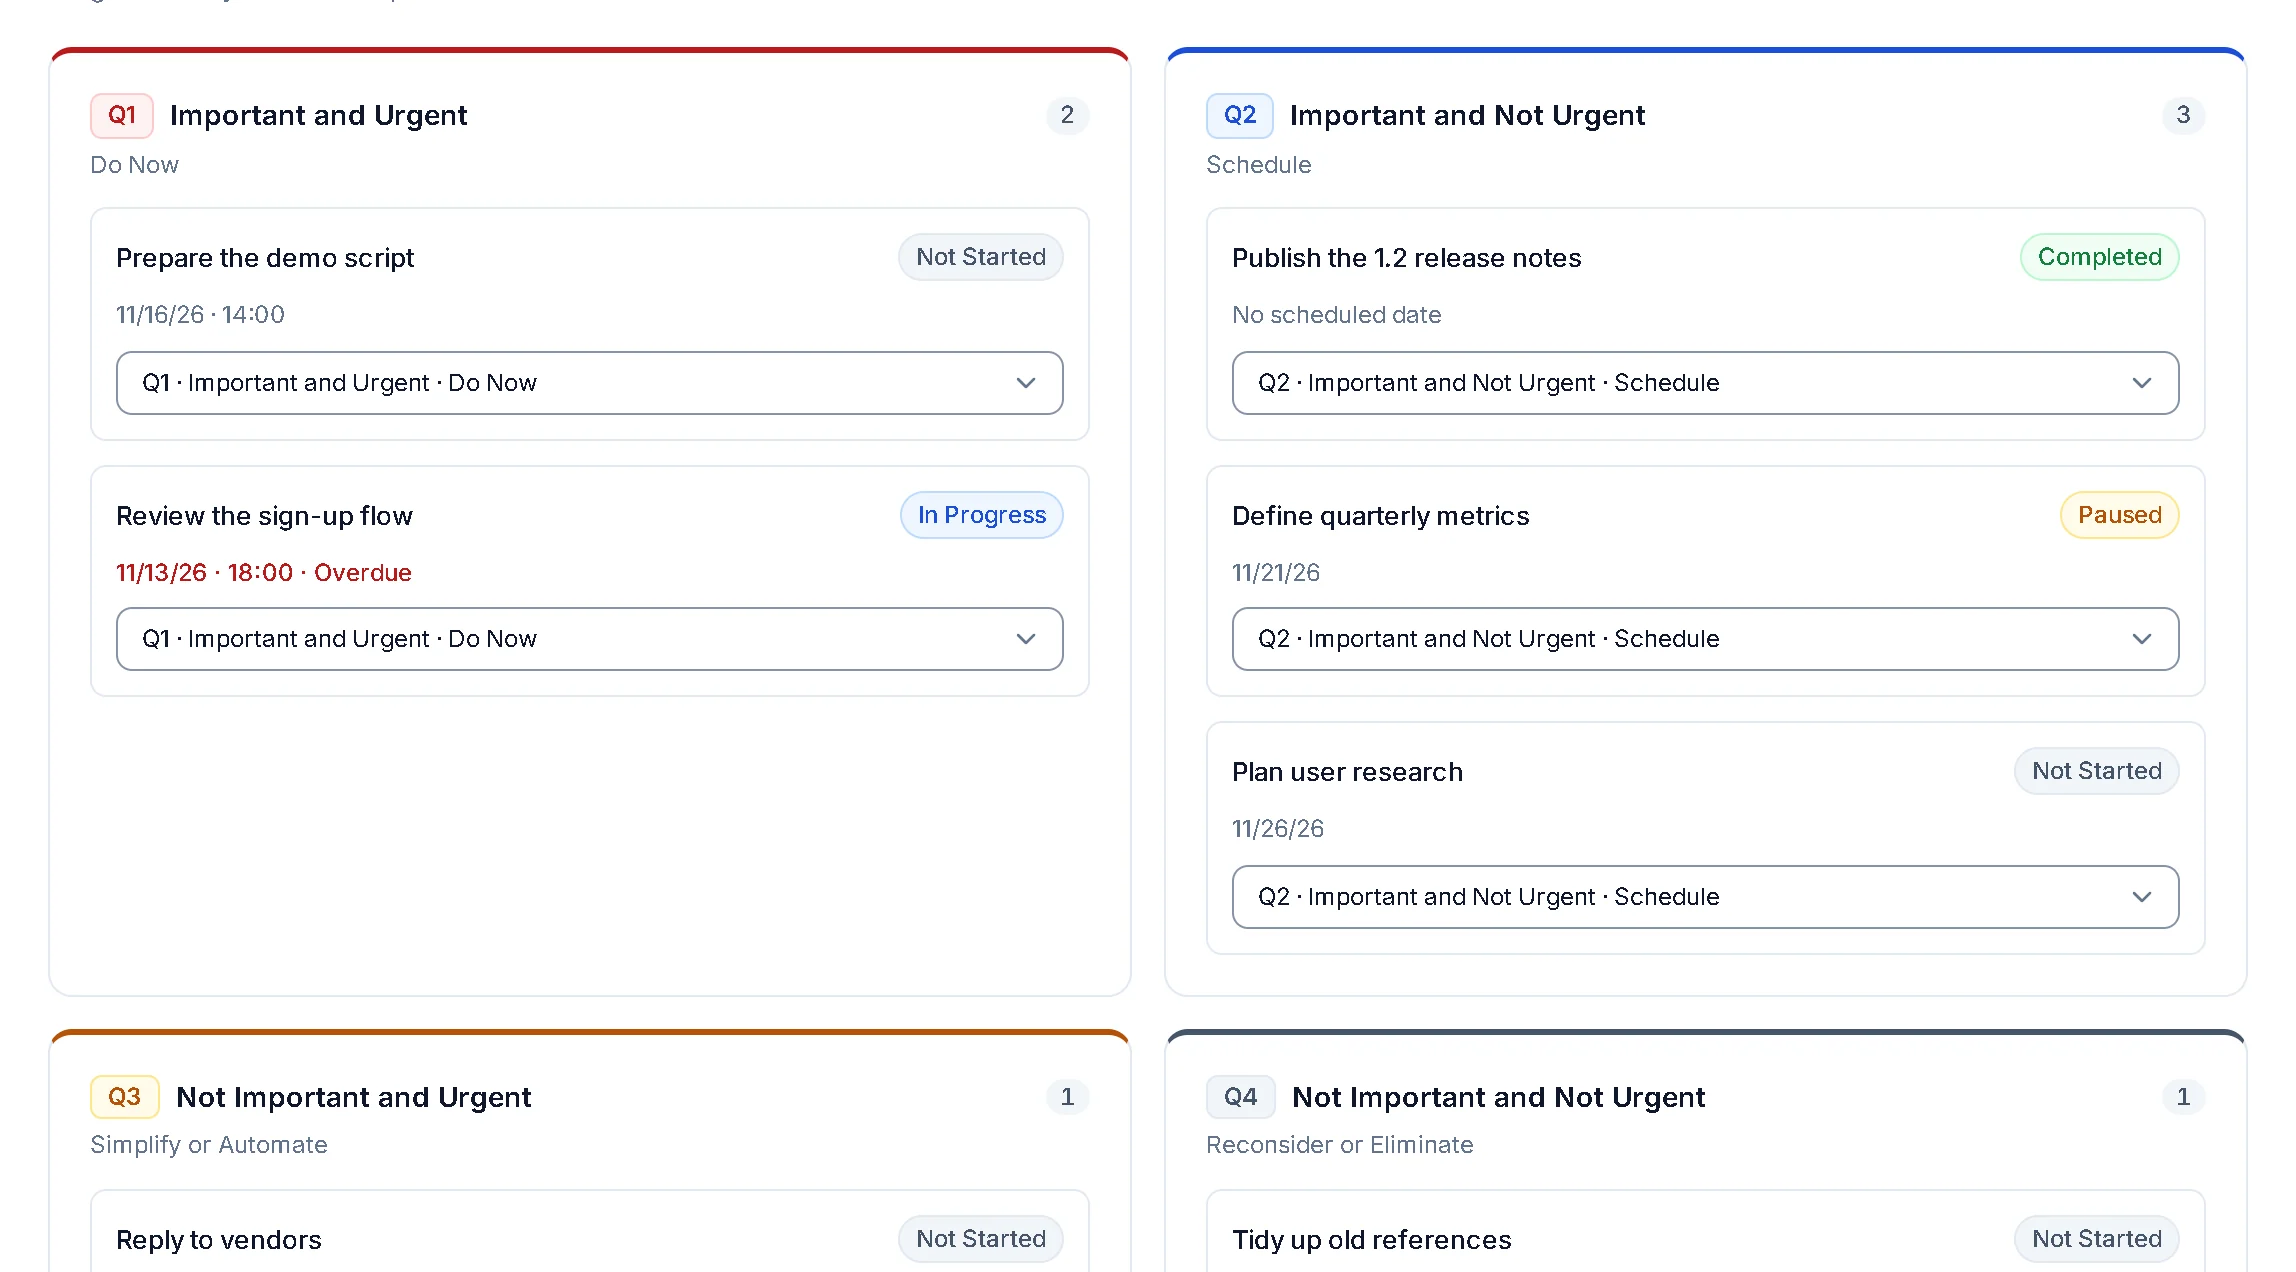 Q1 Important and Urgent 2
Do Now
Prepare the demo script Not Started
11/16/26 · 14:00
Q1 · Important and Urgent · Do Now
Review the sign-up flow In Progress
11/13/26 · 18:00 · Overdue
Q1 · Important and Urgent · Do Now
Q2 Important and Not Urgent 3
Schedule
Publish the 1.2 release notes Completed
No scheduled date
Q2 · Important and Not Urgent · Schedule
Define quarterly metrics Paused
11/21/26
Q2 · Important and Not Urgent · Schedule
Plan user research Not Started
11/26/26
Q2 · Important and Not Urgent · Schedule
Q3 Not Important and Urgent 1
Simplify or Automate
Reply to vendors Not Started
Q4 Not Important and Not Urgent 1
Reconsider or Eliminate
Tidy up old references Not Started